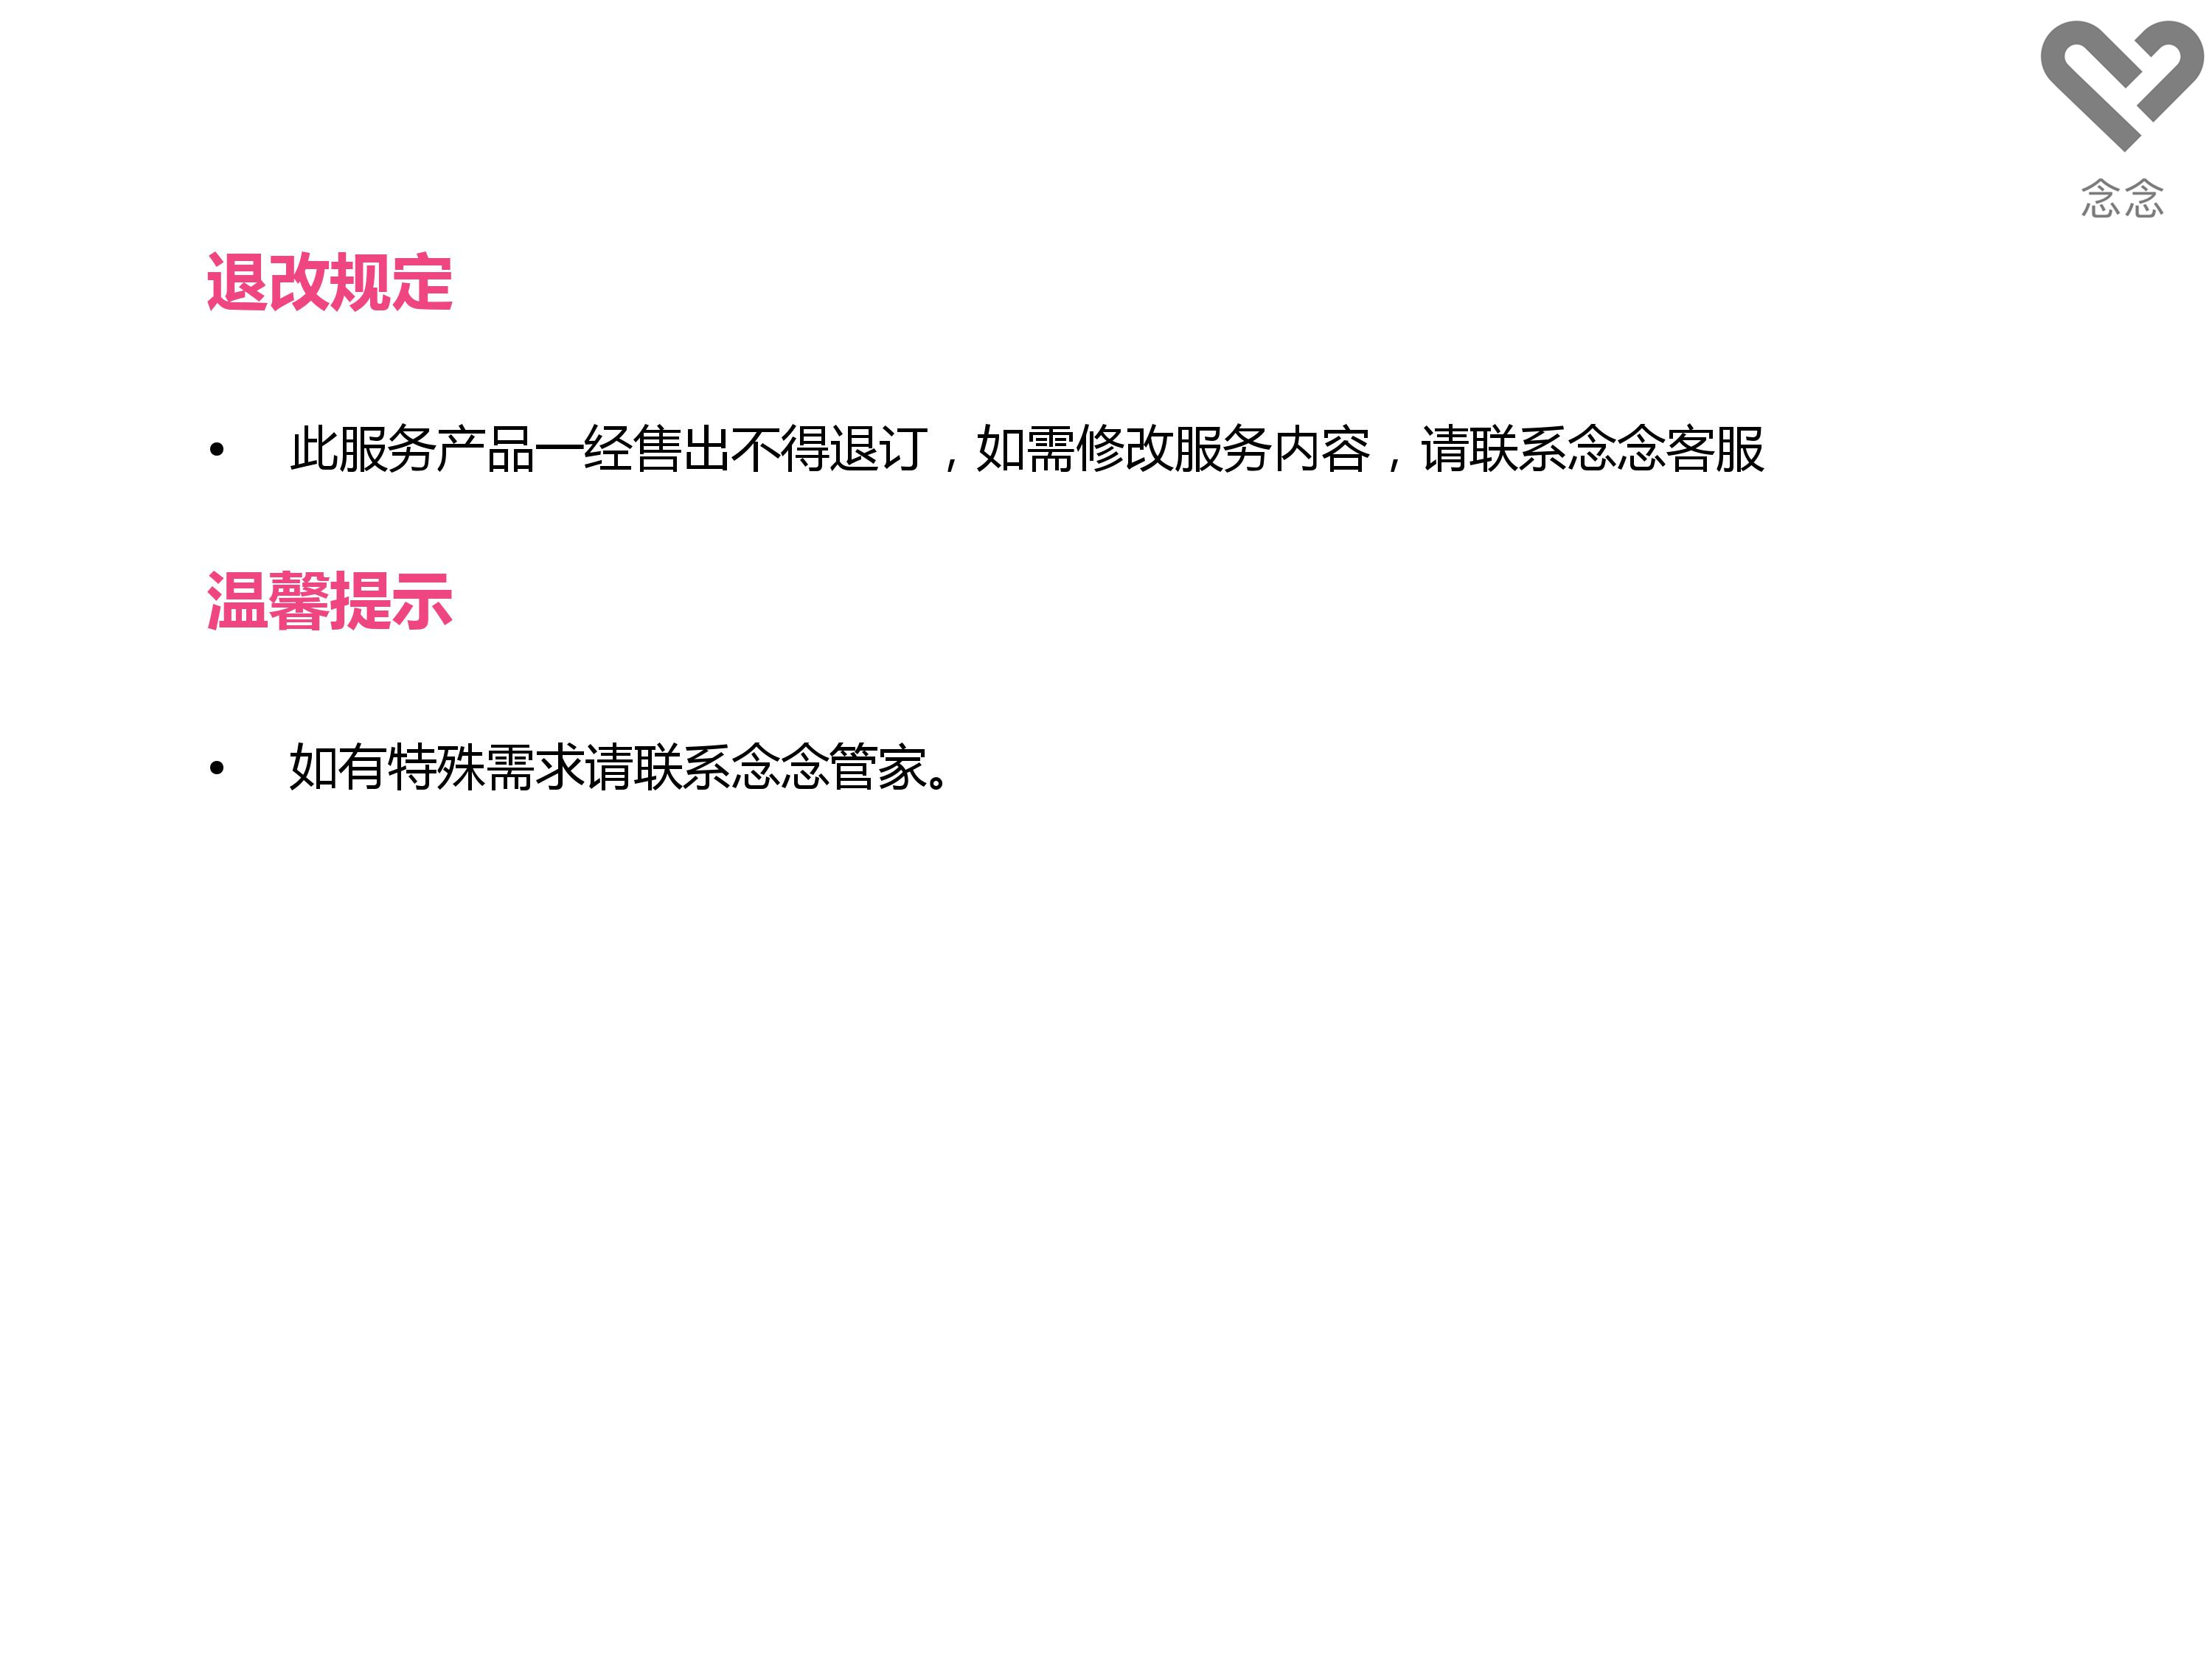 念念
退改规定
• 此服务产品一经售出不得退订，如需修改服务内容，请联系念念客服
温馨提示
• 如有特殊需求请联系念念管家。